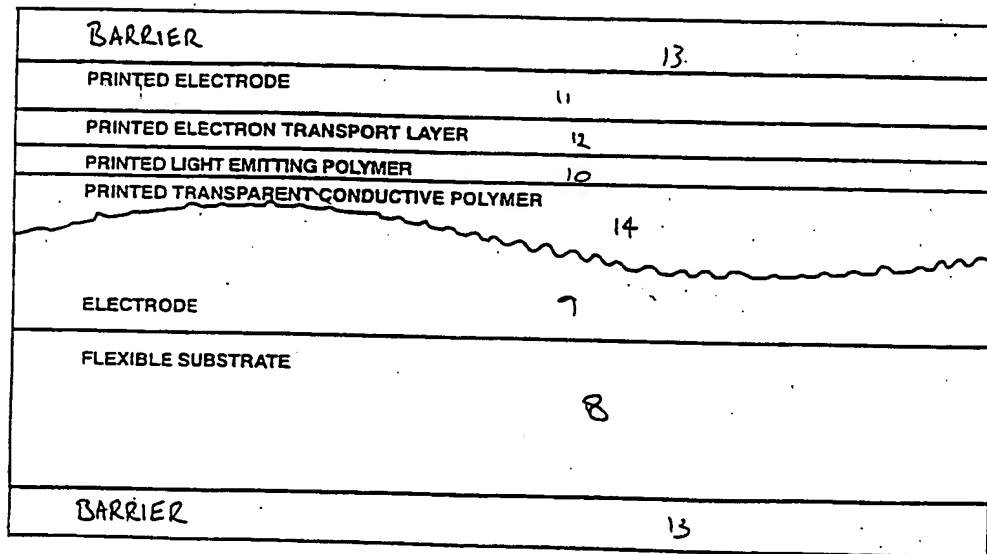 BARRIER 13
PRINTED ELECTRODE 11
PRINTED ELECTRON TRANSPORT LAYER 12
PRINTED LIGHT EMITTING POLYMER 10
PRINTED TRANSPARENT CONDUCTIVE POLYMER
14
ELECTRODE 9
FLEXIBLE SUBSTRATE
8
BARRIER 13